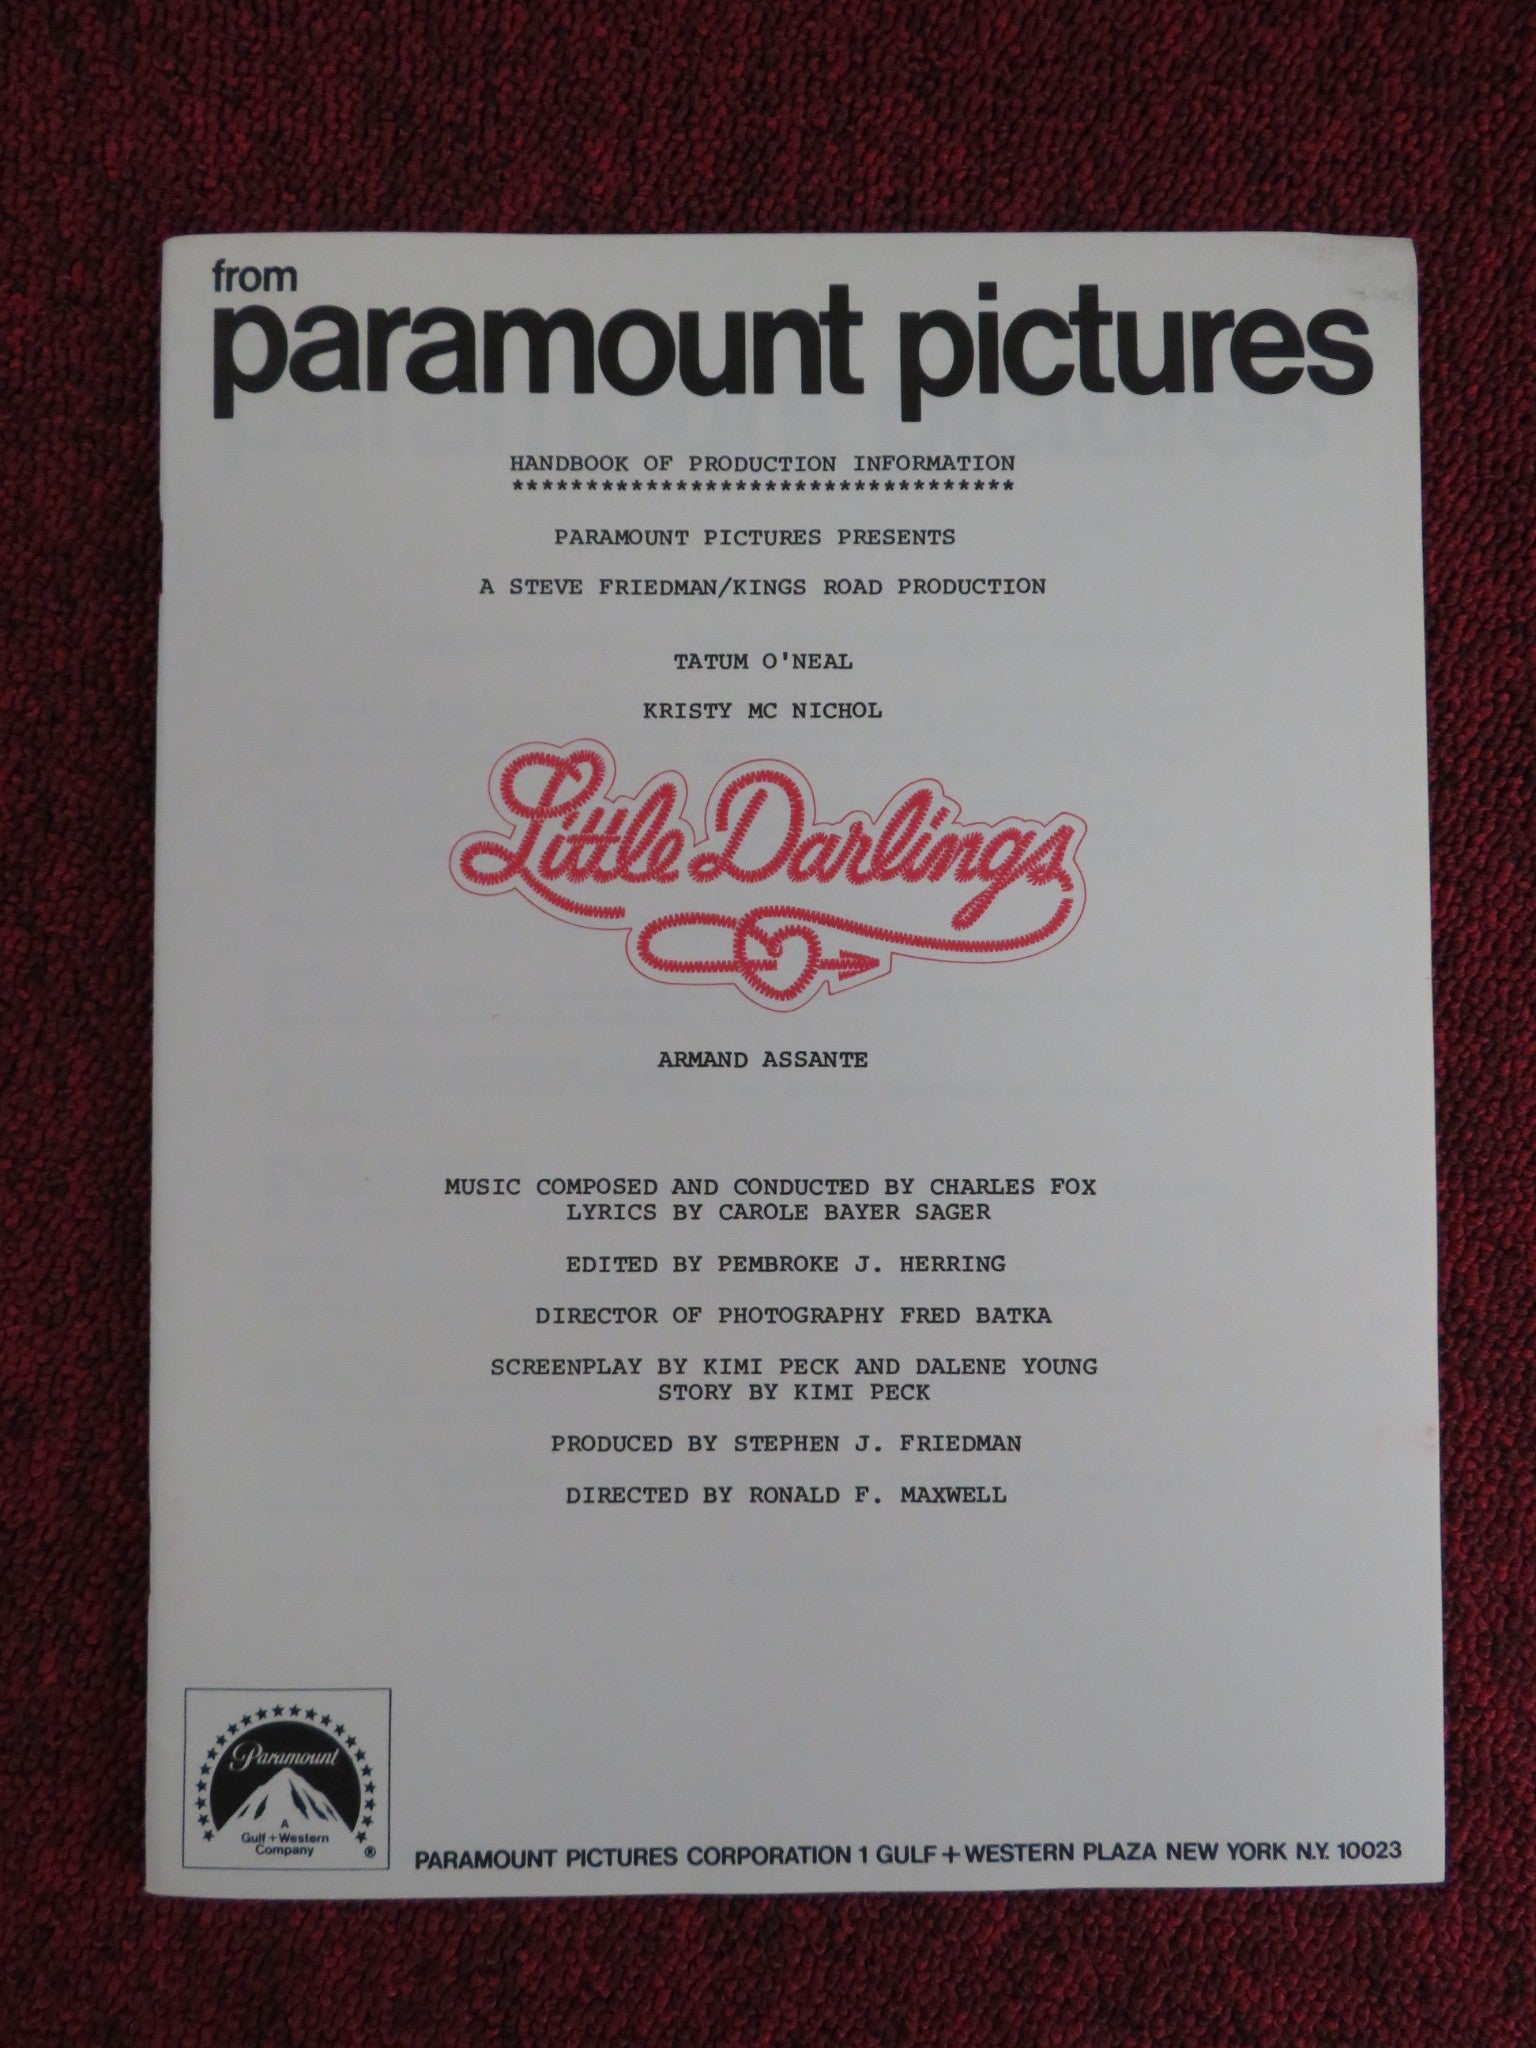 from
paramount pictures
HANDBOOK OF PRODUCTION INFORMATION
**********************************
PARAMOUNT PICTURES PRESENTS
A STEVE FRIEDMAN/KINGS ROAD PRODUCTION
TATUM O'NEAL
KRISTY MC NICHOL
Little Darlings
ARMAND ASSANTE
MUSIC COMPOSED AND CONDUCTED BY CHARLES FOX
LYRICS BY CAROLE BAYER SAGER
EDITED BY PEMBROKE J. HERRING
DIRECTOR OF PHOTOGRAPHY FRED BATKA
SCREENPLAY BY KIMI PECK AND DALENE YOUNG
STORY BY KIMI PECK
PRODUCED BY STEPHEN J. FRIEDMAN
DIRECTED BY RONALD F. MAXWELL
Paramount
A
Gulf + Western
Company ®
PARAMOUNT PICTURES CORPORATION 1 GULF + WESTERN PLAZA NEW YORK N.Y. 10023